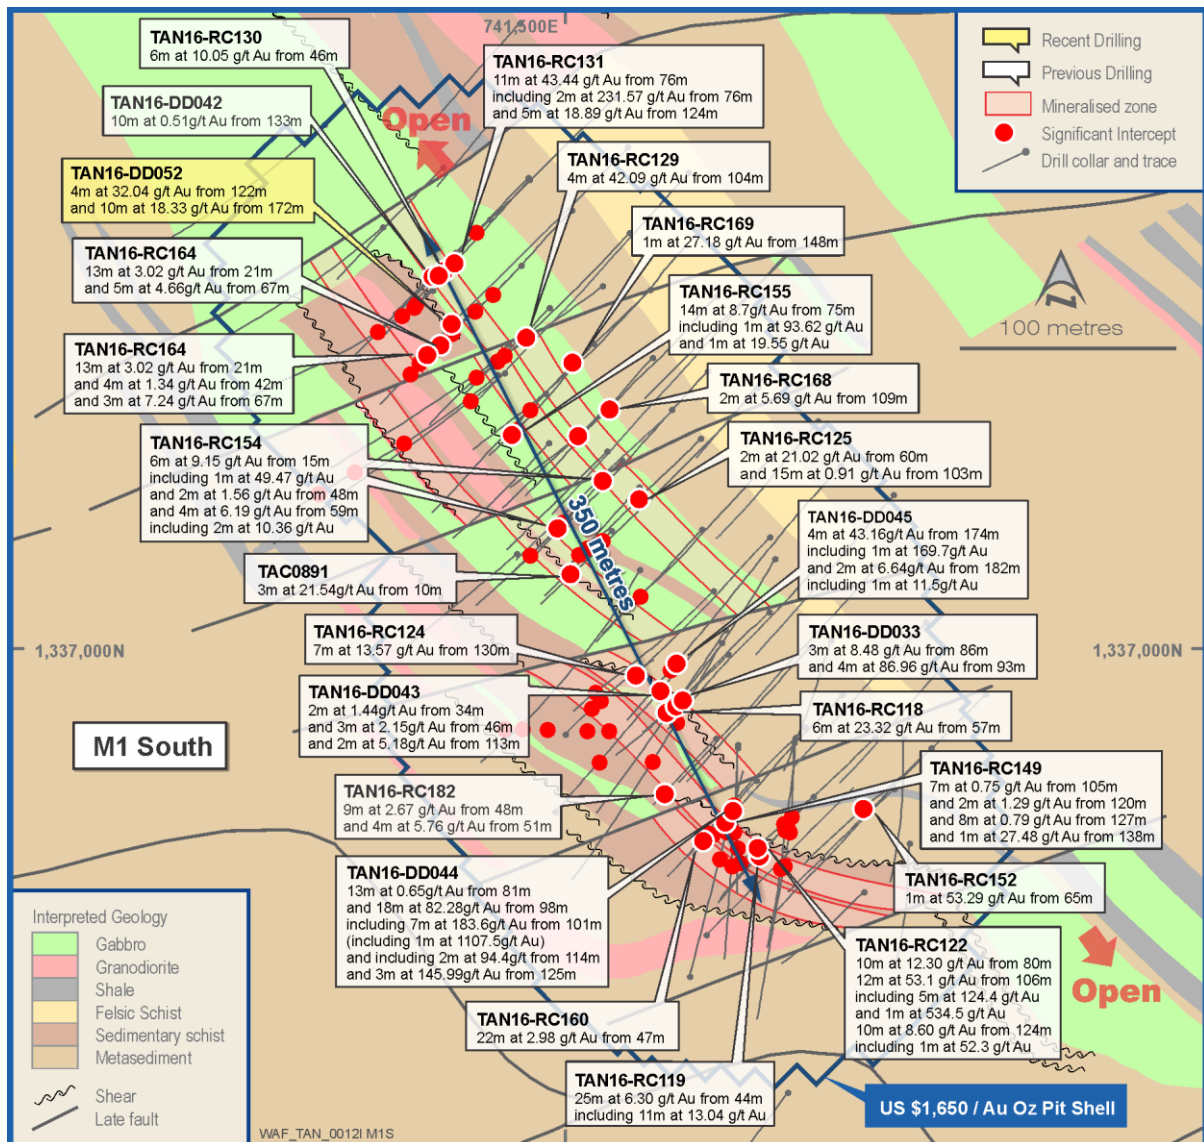 741,500E
TAN16-RC130
6m at 10.05 g/t Au from 46m
TAN16-RC131
11m at 43.44 g/t Au from 76m
including 2m at 231.57 g/t Au from 76m
and 5m at 18.89 g/t Au from 124m
Recent Drilling
Previous Drilling
Mineralised zone
Significant Intercept
Drill collar and trace
TAN16-DD042
10m at 0.51g/t Au from 133m
Open
TAN16-RC129
4m at 42.09 g/t Au from 104m
TAN16-DD052
4m at 32.04 g/t Au from 122m
and 10m at 18.33 g/t Au from 172m
TAN16-RC169
1m at 27.18 g/t Au from 148m
TAN16-RC164
13m at 3.02 g/t Au from 21m
and 5m at 4.66g/t Au from 67m
N
100 metres
TAN16-RC155
14m at 8.7g/t Au from 75m
including 1m at 93.62 g/t Au
and 1m at 19.55 g/t Au
TAN16-RC164
13m at 3.02 g/t Au from 21m
and 4m at 1.34 g/t Au from 42m
and 3m at 7.24 g/t Au from 67m
TAN16-RC168
2m at 5.69 g/t Au from 109m
TAN16-RC154
6m at 9.15 g/t Au from 15m
including 1m at 49.47 g/t Au
and 2m at 1.56 g/t Au from 48m
and 4m at 6.19 g/t Au from 59m
including 2m at 10.36 g/t Au
TAN16-RC125
2m at 21.02 g/t Au from 60m
and 15m at 0.91 g/t Au from 103m
350 metres
TAN16-DD045
4m at 43.16g/t Au from 174m
including 1m at 169.7g/t Au
and 2m at 6.64g/t Au from 182m
including 1m at 11.5g/t Au
TAC0891
3m at 21.54g/t Au from 10m
1,337,000N
TAN16-RC124
7m at 13.57 g/t Au from 130m
TAN16-DD033
3m at 8.48 g/t Au from 86m
and 4m at 86.96 g/t Au from 93m
1,337,000N
TAN16-DD043
2m at 1.44g/t Au from 34m
and 3m at 2.15g/t Au from 46m
and 2m at 5.18g/t Au from 113m
TAN16-RC118
6m at 23.32 g/t Au from 57m
M1 South
TAN16-RC149
7m at 0.75 g/t Au from 105m
and 2m at 1.29 g/t Au from 120m
and 8m at 0.79 g/t Au from 127m
and 1m at 27.48 g/t Au from 138m
TAN16-RC182
9m at 2.67 g/t Au from 48m
and 4m at 5.76 g/t Au from 51m
TAN16-DD044
13m at 0.65g/t Au from 81m
and 18m at 82.28g/t Au from 98m
including 7m at 183.6g/t Au from 101m
(including 1m at 1107.5g/t Au)
and including 2m at 94.4g/t from 114m
and 3m at 145.99g/t Au from 125m
TAN16-RC152
1m at 53.29 g/t Au from 65m
TAN16-RC122
10m at 12.30 g/t Au from 80m
12m at 53.1 g/t Au from 106m
including 5m at 124.4 g/t Au
and 1m at 534.5 g/t Au
10m at 8.60 g/t Au from 124m
including 1m at 52.3 g/t Au
Open
TAN16-RC160
22m at 2.98 g/t Au from 47m
TAN16-RC119
25m at 6.30 g/t Au from 44m
including 11m at 13.04 g/t Au
US $1,650 / Au Oz Pit Shell
Interpreted Geology
Gabbro
Granodiorite
Shale
Felsic Schist
Sedimentary schist
Metasediment
Shear
Late fault
WAF_TAN_0012I M1S